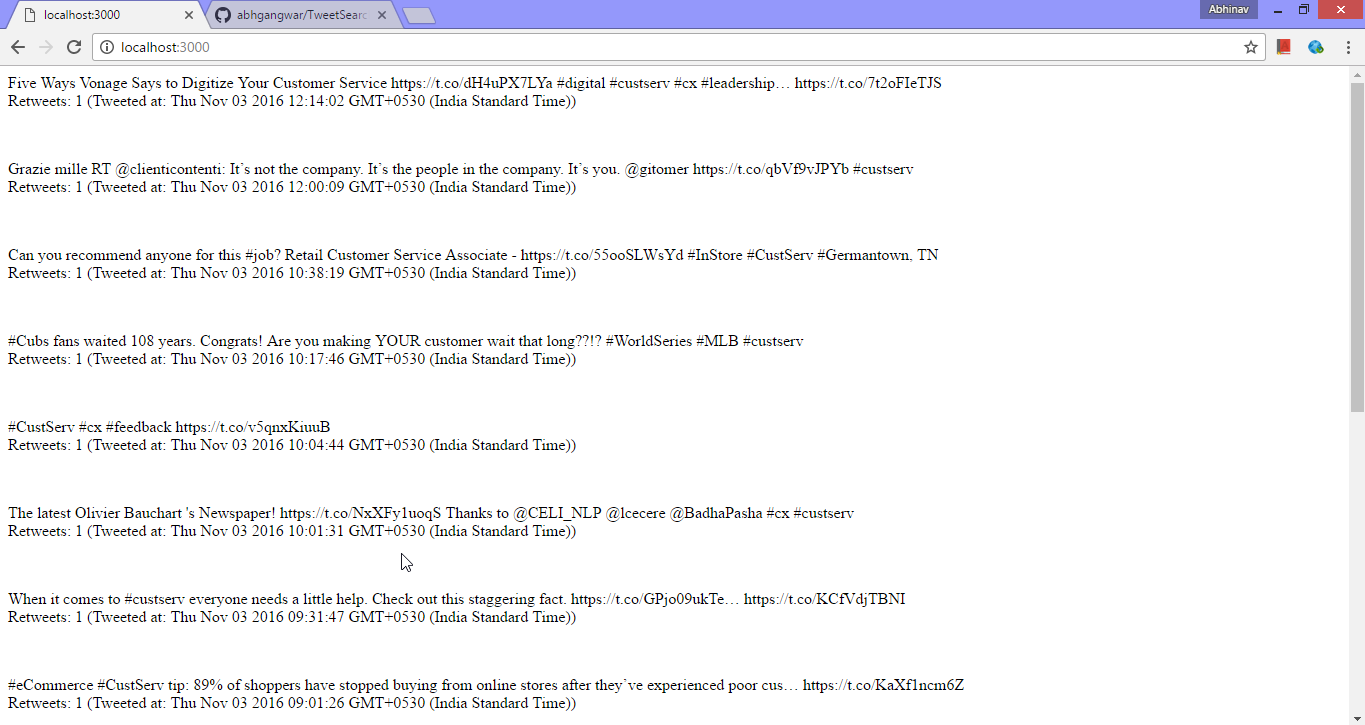 localhost:3000
abhgangwar/TweetSearc
Abhinav
localhost:3000
Five Ways Vonage Says to Digitize Your Customer Service https://t.co/dH4uPX7LYa #digital #custserv #cx #leadership… https://t.co/7t2oFIeTJS
Retweets: 1 (Tweeted at: Thu Nov 03 2016 12:14:02 GMT+0530 (India Standard Time))
Grazie mille RT @clienticontenti: It's not the company. It's the people in the company. It's you. @gitomer https://t.co/qbVf9vJPYb #custserv
Retweets: 1 (Tweeted at: Thu Nov 03 2016 12:00:09 GMT+0530 (India Standard Time))
Can you recommend anyone for this #job? Retail Customer Service Associate - https://t.co/55ooSLWsYd #InStore #CustServ #Germantown, TN
Retweets: 1 (Tweeted at: Thu Nov 03 2016 10:38:19 GMT+0530 (India Standard Time))
#Cubs fans waited 108 years. Congrats! Are you making YOUR customer wait that long??!? #WorldSeries #MLB #custserv
Retweets: 1 (Tweeted at: Thu Nov 03 2016 10:17:46 GMT+0530 (India Standard Time))
#CustServ #cx #feedback https://t.co/v5qnxKiuuB
Retweets: 1 (Tweeted at: Thu Nov 03 2016 10:04:44 GMT+0530 (India Standard Time))
The latest Olivier Bauchart 's Newspaper! https://t.co/NxXFy1uoqS Thanks to @CELI_NLP @lcecere @BadhaPasha #cx #custserv
Retweets: 1 (Tweeted at: Thu Nov 03 2016 10:01:31 GMT+0530 (India Standard Time))
When it comes to #custserv everyone needs a little help. Check out this staggering fact. https://t.co/GPjo09ukTe… https://t.co/KCfVdjTBNI
Retweets: 1 (Tweeted at: Thu Nov 03 2016 09:31:47 GMT+0530 (India Standard Time))
#eCommerce #CustServ tip: 89% of shoppers have stopped buying from online stores after they`ve experienced poor cus… https://t.co/KaXf1ncm6Z
Retweets: 1 (Tweeted at: Thu Nov 03 2016 09:01:26 GMT+0530 (India Standard Time))